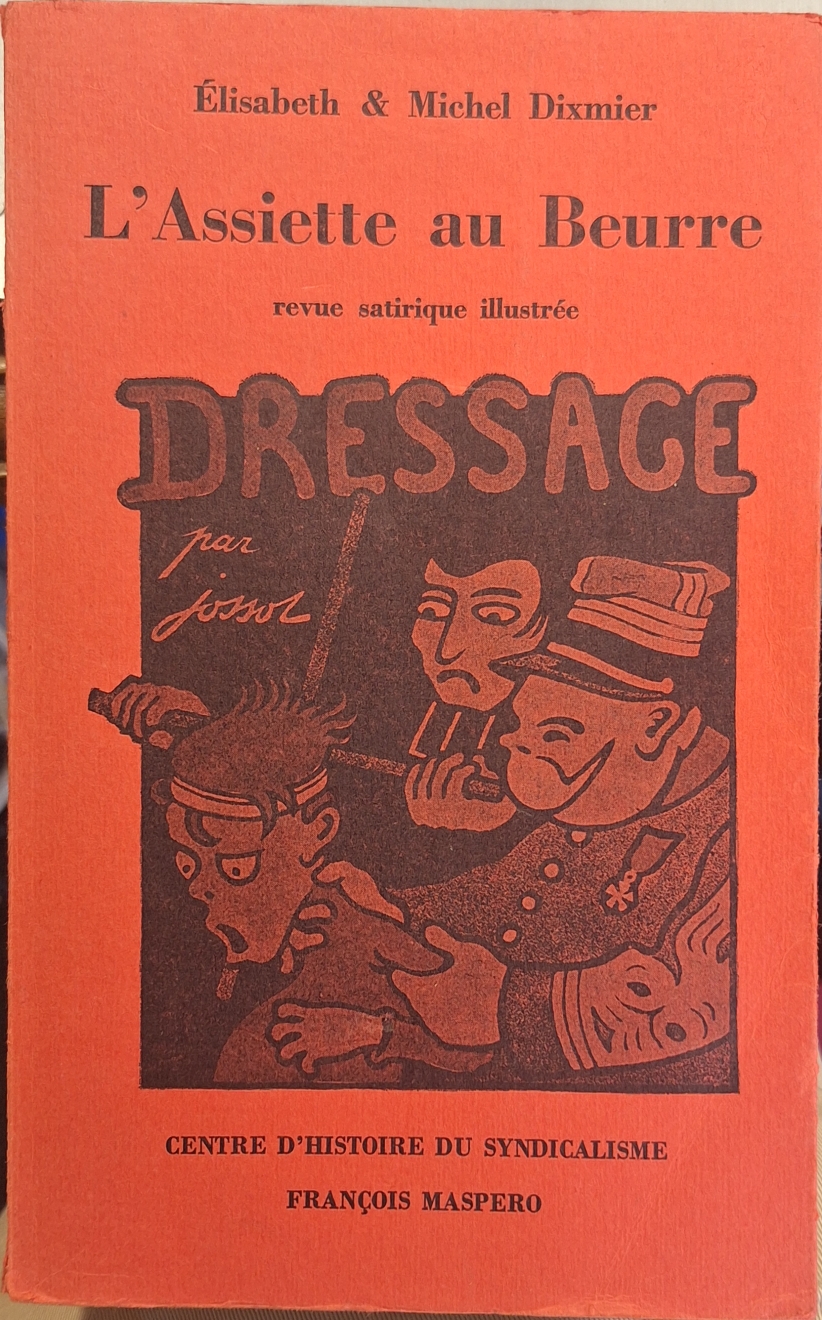 Élisabeth & Michel Dixmier
L'Assiette au Beurre
revue satirique illustrée
DRESSAGE
par
jossot
CENTRE D'HISTOIRE DU SYNDICALISME
FRANÇOIS MASPERO